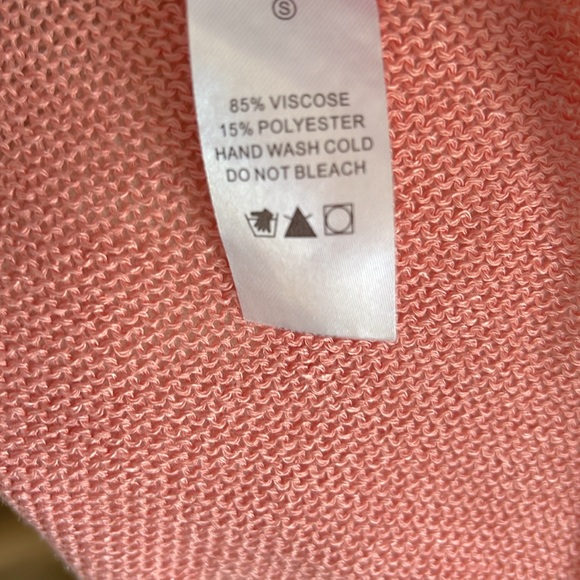 S
85% VISCOSE
15% POLYESTER
HAND WASH COLD
DO NOT BLEACH